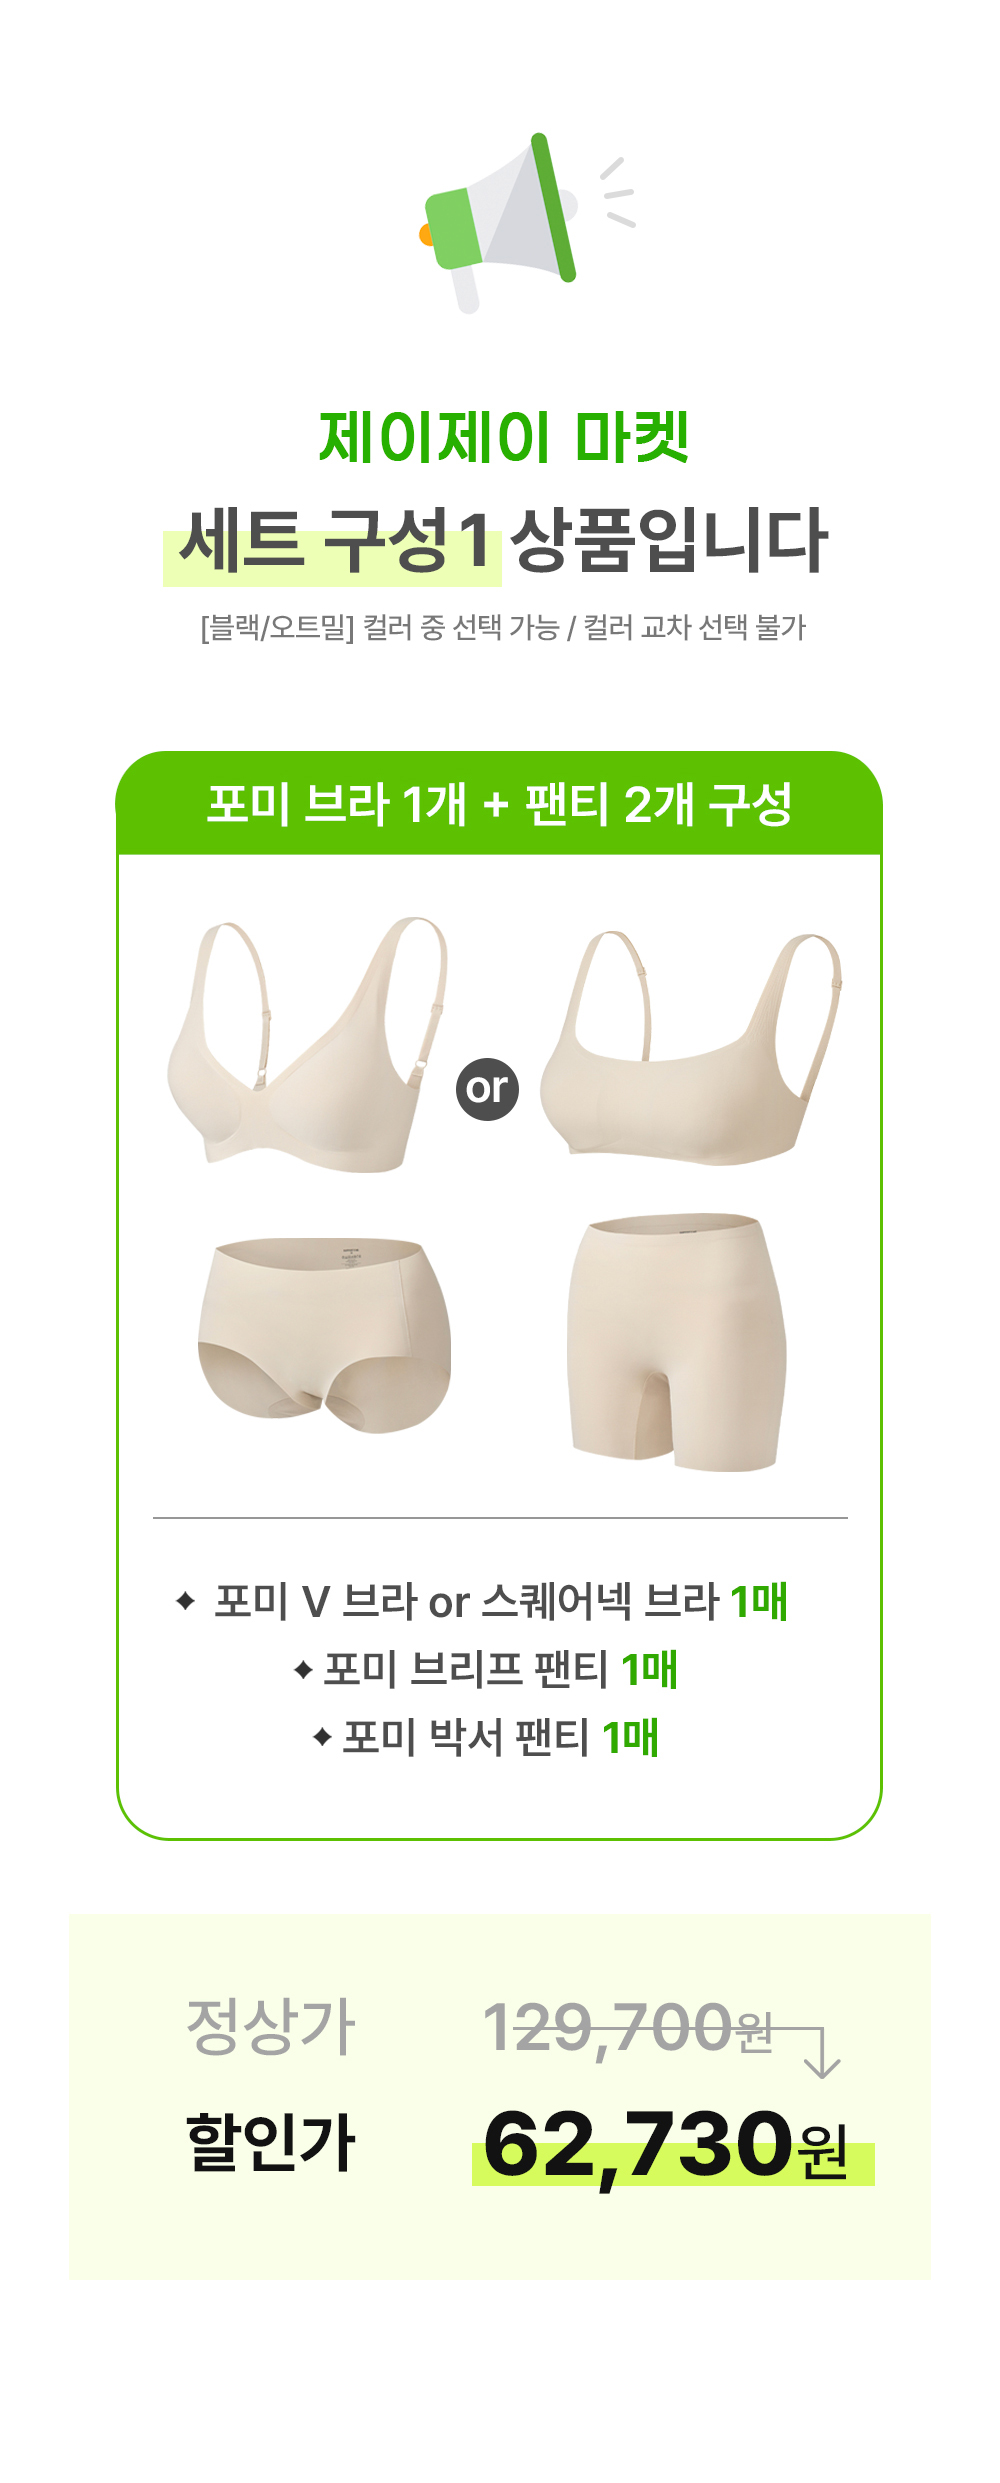 제이제이 마켓
세트 구성1 상품입니다
[블랙/오트밀] 컬러 중 선택 가능 / 컬러 교차 선택 불가
포미 브라 1개 + 팬티 2개 구성
or
✦ 포미 V 브라 or 스퀘어넥 브라 1매
✦ 포미 브리프 팬티 1매
✦ 포미 박서 팬티 1매
정상가 129,700원
할인가 62,730원